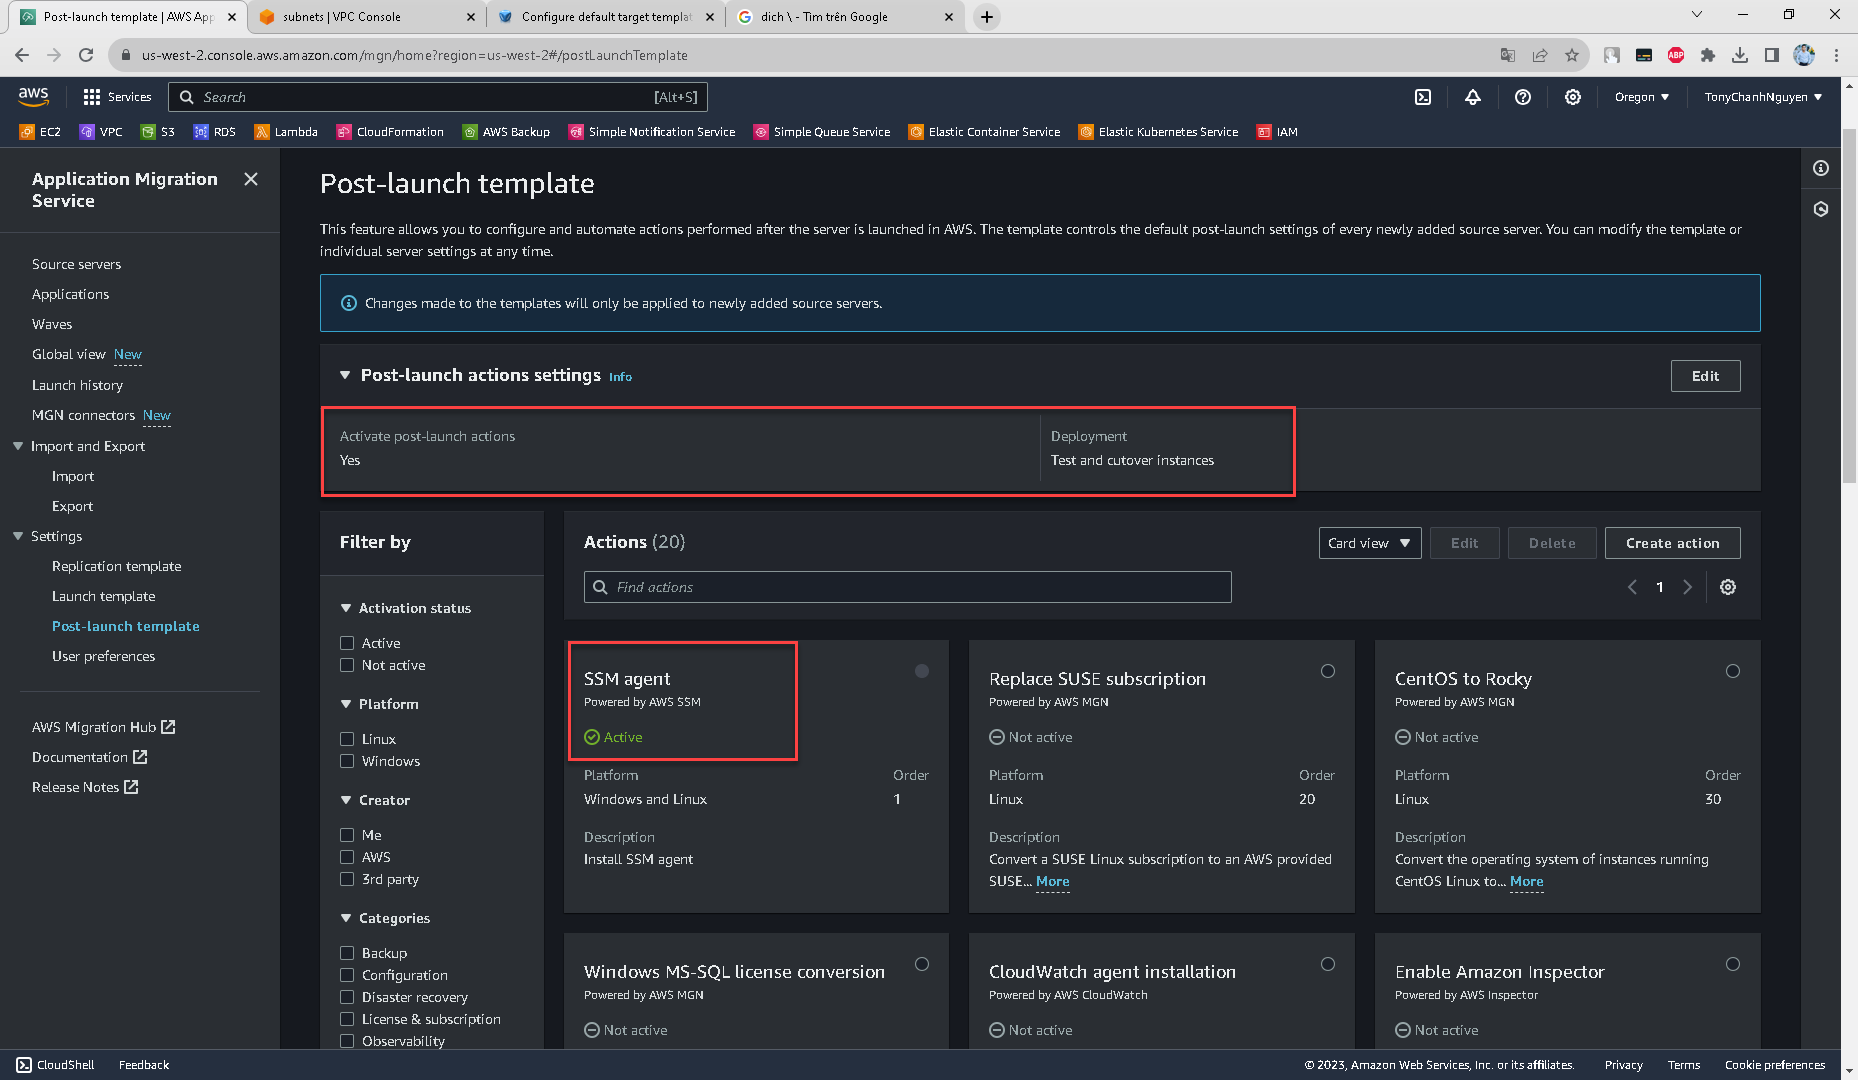 Post-launch template | AWS App
subnets | VPC Console
Configure default target templat
dich \ - Tìm trên Google
us-west-2.console.aws.amazon.com/mgn/home?region=us-west-2#/postLaunchTemplate
ABP
aws
Services
Search
[Alt+S]
Oregon
TonyChanhNguyen
EC2
VPC
S3
RDS
Lambda
CloudFormation
AWS Backup
Simple Notification Service
Simple Queue Service
Elastic Container Service
Elastic Kubernetes Service
IAM
Application Migration
Service
Source servers
Applications
Waves
Global view New
Launch history
MGN connectors New
Import and Export
Import
Export
Settings
Replication template
Launch template
Post-launch template
User preferences
AWS Migration Hub
Documentation
Release Notes
Post-launch template
This feature allows you to configure and automate actions performed after the server is launched in AWS. The template controls the default post-launch settings of every newly added source server. You can modify the template or
individual server settings at any time.
Changes made to the templates will only be applied to newly added source servers.
Post-launch actions settings Info
Edit
Activate post-launch actions
Yes
Deployment
Test and cutover instances
Filter by
Activation status
Active
Not active
Platform
Linux
Windows
Creator
Me
AWS
3rd party
Categories
Backup
Configuration
Disaster recovery
License & subscription
Observability
Actions (20)
Card view
Edit
Delete
Create action
Find actions
1
SSM agent
Powered by AWS SSM
Active
Platform
Order
Windows and Linux
1
Description
Install SSM agent
Replace SUSE subscription
Powered by AWS MGN
Not active
Platform
Order
Linux
20
Description
Convert a SUSE Linux subscription to an AWS provided
SUSE... More
CentOS to Rocky
Powered by AWS MGN
Not active
Platform
Order
Linux
30
Description
Convert the operating system of instances running
CentOS Linux to... More
Windows MS-SQL license conversion
Powered by AWS MGN
Not active
CloudWatch agent installation
Powered by AWS CloudWatch
Not active
Enable Amazon Inspector
Powered by AWS Inspector
Not active
CloudShell
Feedback
© 2023, Amazon Web Services, Inc. or its affiliates.
Privacy
Terms
Cookie preferences